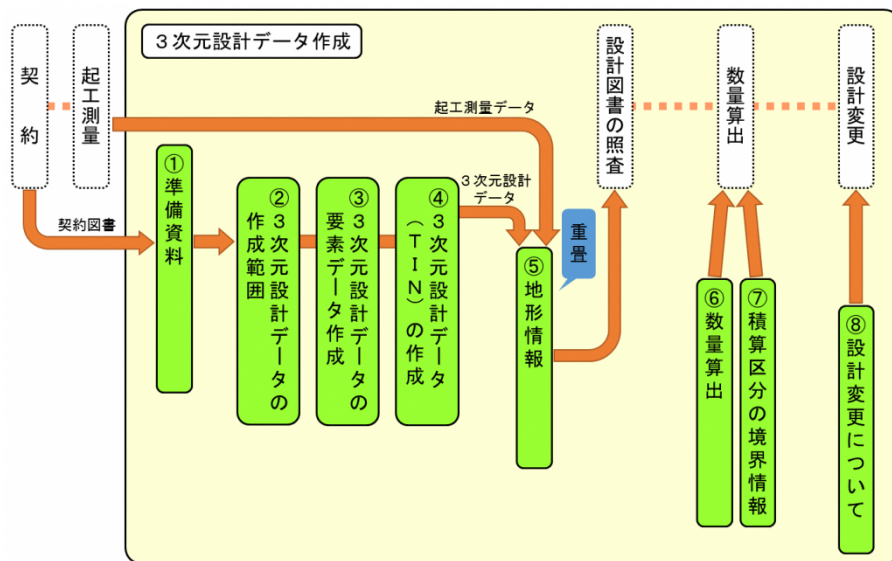 3次元設計データ作成
契約
起工測量
設計図書の照査
数量算出
設計変更
起工測量データ
契約図書
3次元設計
データ
重畳
①準備資料
②3次元設計データの
作成範囲
③3次元設計データの
要素データ作成
④3次元設計データ
（TIN）の作成
⑤地形情報
⑥数量算出
⑦積算区分の境界情報
⑧設計変更について